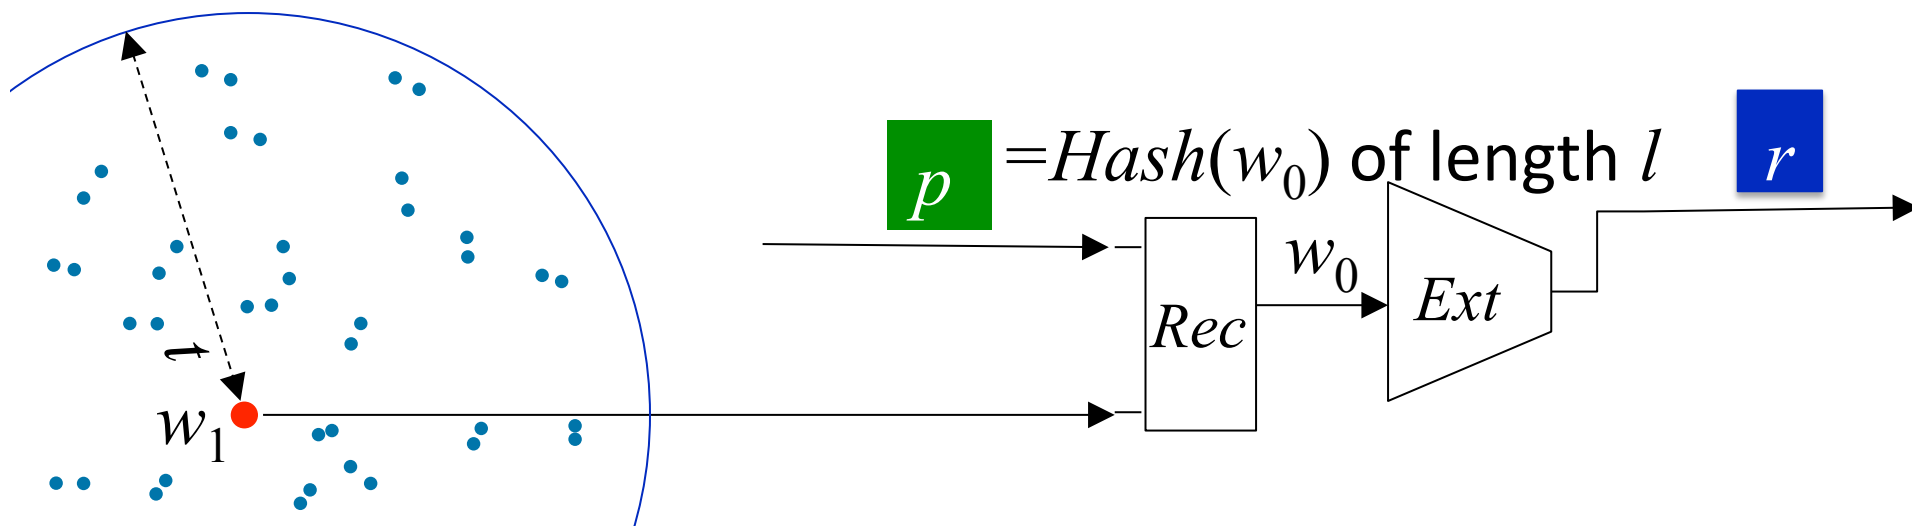 p =Hash(w₀) of length l
r
w₀
Rec
Ext
t
w₁